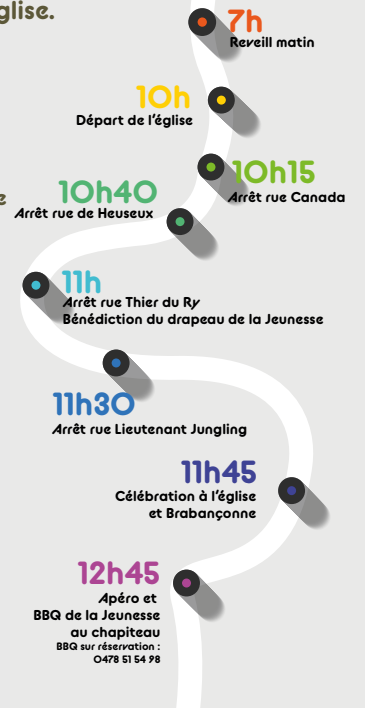 glise.
7h
Reveill matin
10h
Départ de l'église
10h15
Arrêt rue Canada
e
10h40
Arrêt rue de Heuseux
11h
Arrêt rue Thier du Ry
Bénédiction du drapeau de la Jeunesse
11h30
Arrêt rue Lieutenant Jungling
11h45
Célébration à l'église
et Brabançonne
12h45
Apéro et
BBQ de la Jeunesse
au chapiteau
BBQ sur réservation :
0478 51 54 98